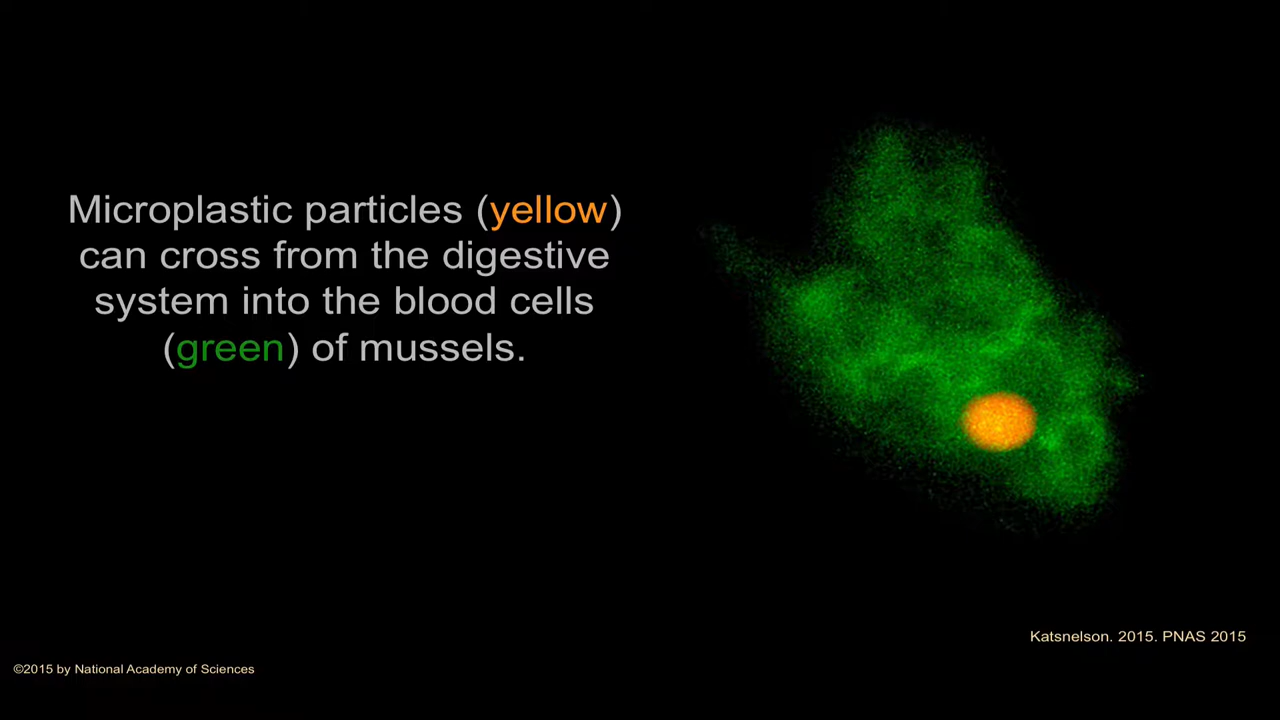 Microplastic particles (yellow)
can cross from the digestive
system into the blood cells
(green) of mussels.
Katsnelson. 2015. PNAS 2015
©2015 by National Academy of Sciences